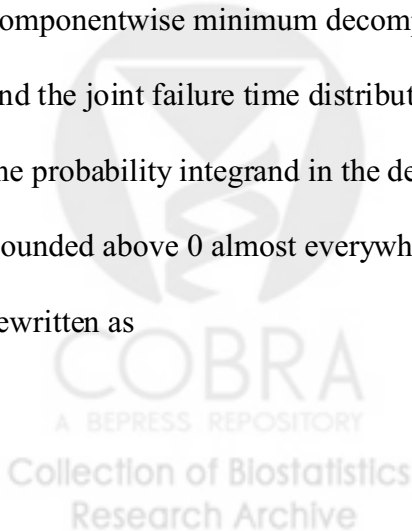 omponentwise minimum decomp
nd the joint failure time distribut
ne probability integrand in the de
ounded above 0 almost everywh
ewritten as
COBRA
A BEPRESS REPOSITORY
Collection of Biostatistics
Research Archive